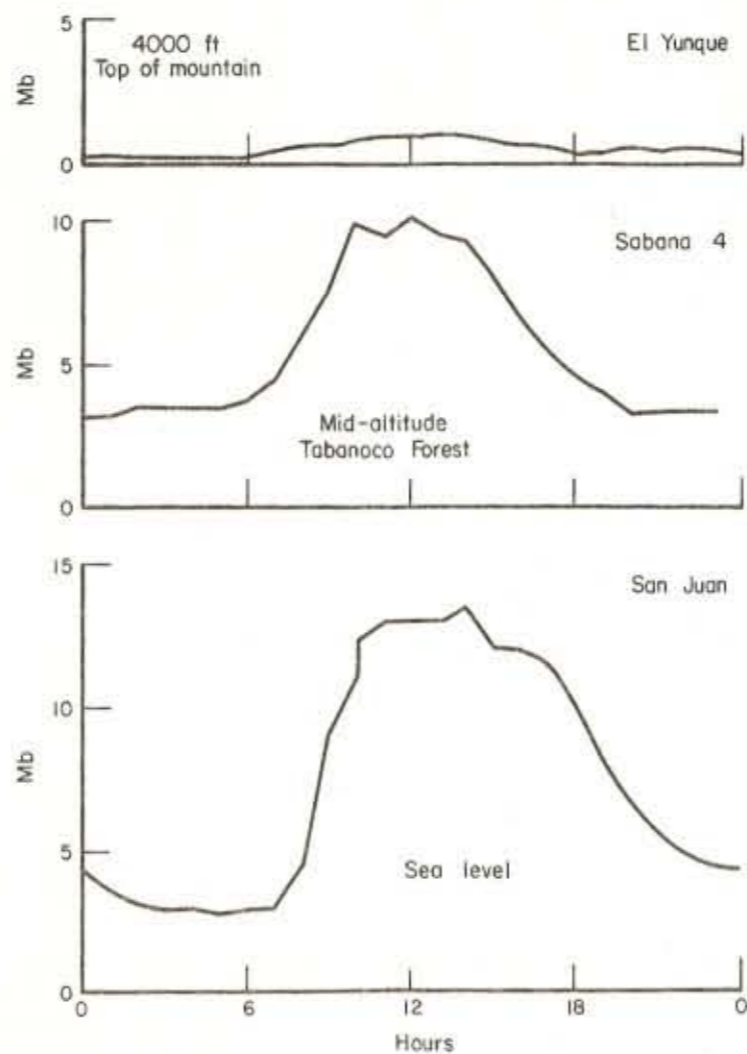 5
4000 ft
Top of mountain
El Yunque
Mb
0
10
Sabana 4
Mb
5
Mid-altitude
Tabanoco Forest
0
15
San Juan
10
Mb
5
Sea level
0
0 6 12 18 0
Hours